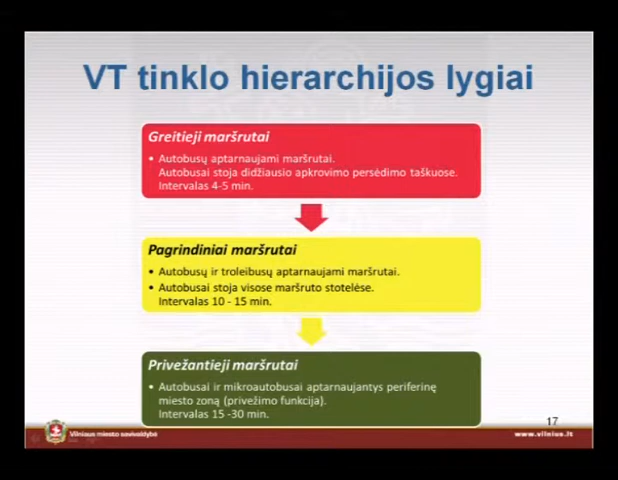 VT tinklo hierarchijos lygiai
Greitieji maršrutai
• Autobusų aptarnaujami maršrutai.
Autobusai stoja didžiausio apkrovimo persėdimo taškuose.
Intervalas 4-5 min.
Pagrindiniai maršrutai
• Autobusų ir troleibusų aptarnaujami maršrutai.
• Autobusai stoja visose maršruto stotelėse.
Intervalas 10 - 15 min.
Privežantieji maršrutai
• Autobusai ir mikroautobusai aptarnaujantys periferinę
miesto zoną (privežimo funkcija).
Intervalas 15 -30 min.
17
Vilniaus miesto savivaldybė
www.vilnius.lt